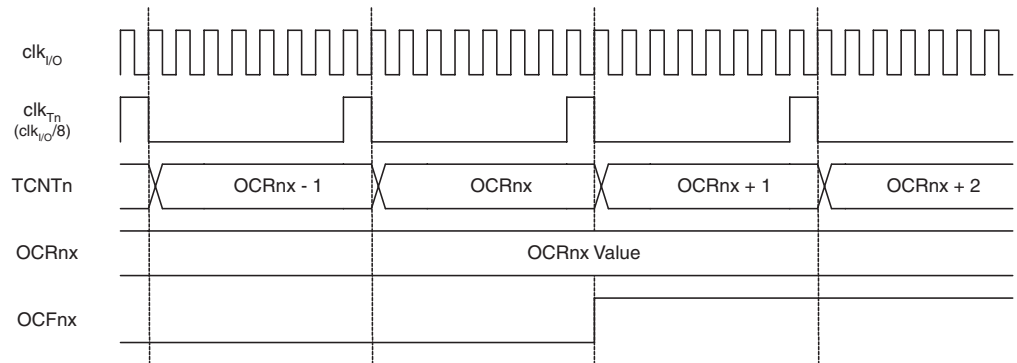 clkI/O
clkTn
(clkI/O/8)
TCNTn OCRnx - 1 OCRnx OCRnx + 1 OCRnx + 2
OCRnx OCRnx Value
OCFnx